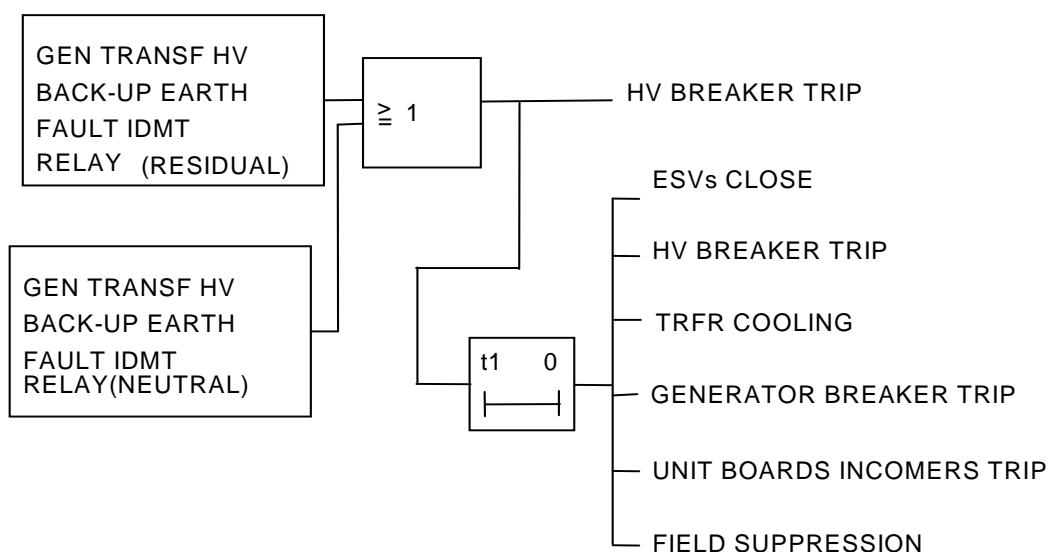 GEN TRANSF HV
BACK-UP EARTH
FAULT IDMT
RELAY (RESIDUAL)
≧ 1
HV BREAKER TRIP
GEN TRANSF HV
BACK-UP EARTH
FAULT IDMT
RELAY(NEUTRAL)
t1 0
ESVs CLOSE
HV BREAKER TRIP
TRFR COOLING
GENERATOR BREAKER TRIP
UNIT BOARDS INCOMERS TRIP
FIELD SUPPRESSION